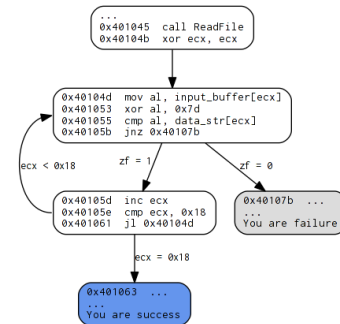 ...
0x401045 call ReadFile
0x40104b xor ecx, ecx
0x40104d mov al, input_buffer[ecx]
0x401053 xor al, 0x7d
0x401055 cmp al, data_str[ecx]
0x40105b jnz 0x40107b
ecx < 0x18
zf = 1
zf = 0
0x40105d inc ecx
0x40105e cmp ecx, 0x18
0x401061 jl 0x40104d
0x40107b ...
...
You are failure
ecx = 0x18
0x401063 ...
...
You are success